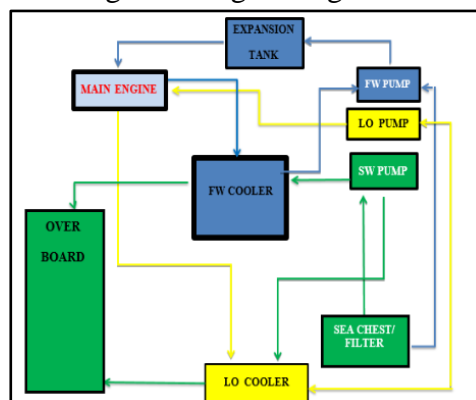 EXPANSION
TANK
MAIN ENGINE
FW PUMP
LO PUMP
SW PUMP
FW COOLER
OVER
BOARD
SEA CHEST/
FILTER
LO COOLER